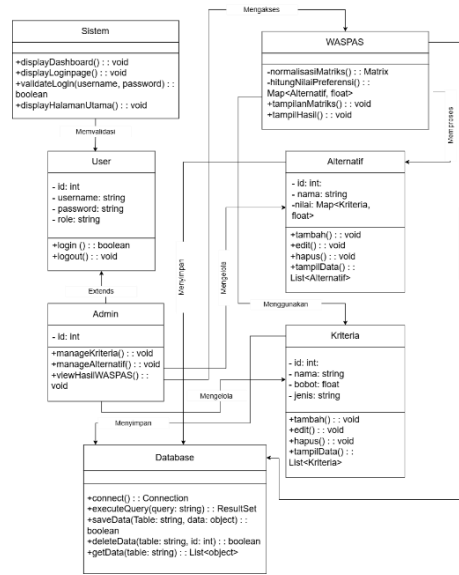 Sistem
+displayDashboard() : : void
+displayLoginpage() : : void
+validateLogin(username, password) : :
boolean
+displayHalamanUtama() : : void
Mengakses
WASPAS
-normalisasiMatriks() : : Matrix
-hitungNilaiPreferensi() : :
Map<Alternatif, float>
+tampilanMatriks() : : void
+tampilHasil() : : void
Memproses
Memvalidasi
User
- id: int
- username: string
- password: string
- role: string
+login () : : boolean
+logout() : : void
Alternatif
- id: int:
- nama: string
-nilai: Map<Kriteria,
float>
+tambah() : : void
+edit() : : void
+hapus() : : void
+tampilData() : :
List<Alternatif>
Menyimpan
Mengelola
Menggunakan
Extends
Admin
- id: int
+manageKriteria() : : void
+manageAlternatif() : : void
+viewHasilWASPAS() : :
void
Mengelola
Kriteria
- id: int:
- nama: string
- bobot: float
- jenis: string
+tambah() : : void
+edit() : : void
+hapus() : : void
+tampilData() : :
List<Kriteria>
Menyimpan
Database
+connect() : : Connection
+executeQuery(query: string) : : ResultSet
+saveData(Table: string, data: object) : :
boolean
+deleteData(table: string, id: int) : : boolean
+getData(table: string) : : List<object>